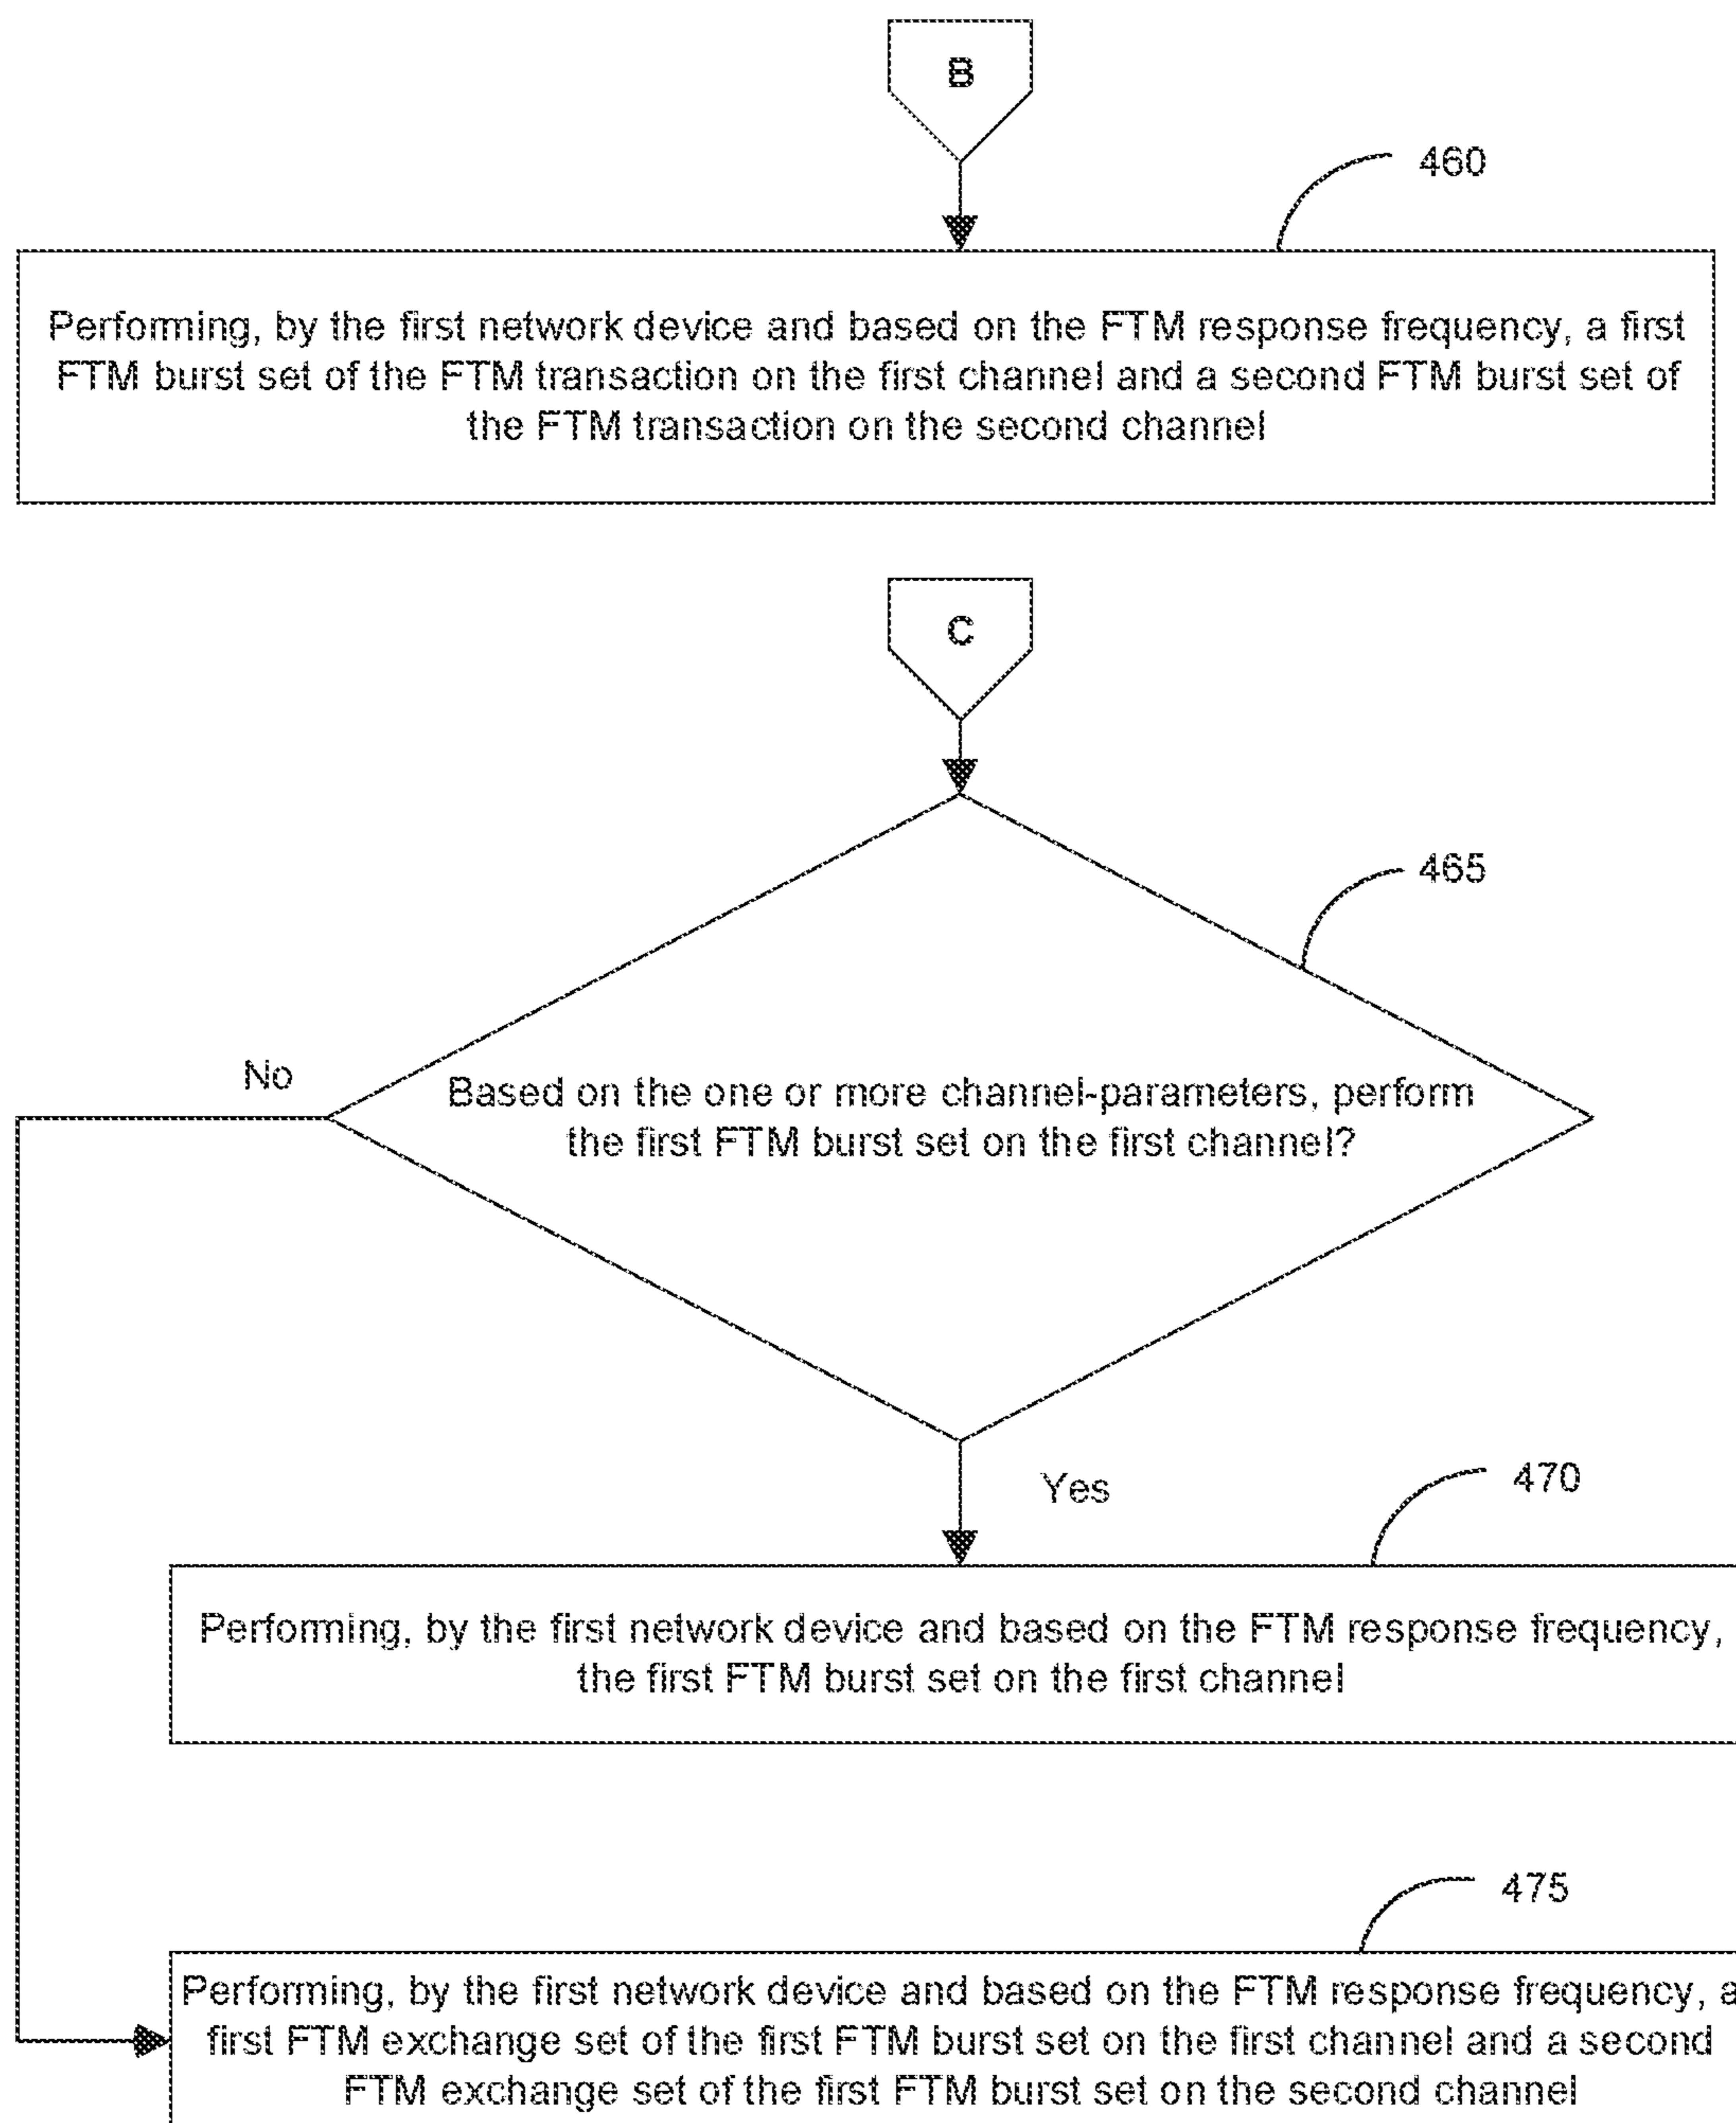 B
460
Performing, by the first network device and based on the FTM response frequency, a first
FTM burst set of the FTM transaction on the first channel and a second FTM burst set of
the FTM transaction on the second channel
C
465
No
Based on the one or more channel-parameters, perform
the first FTM burst set on the first channel?
Yes
470
Performing, by the first network device and based on the FTM response frequency,
the first FTM burst set on the first channel
475
Performing, by the first network device and based on the FTM response frequency, a
first FTM exchange set of the first FTM burst set on the first channel and a second
FTM exchange set of the first FTM burst set on the second channel